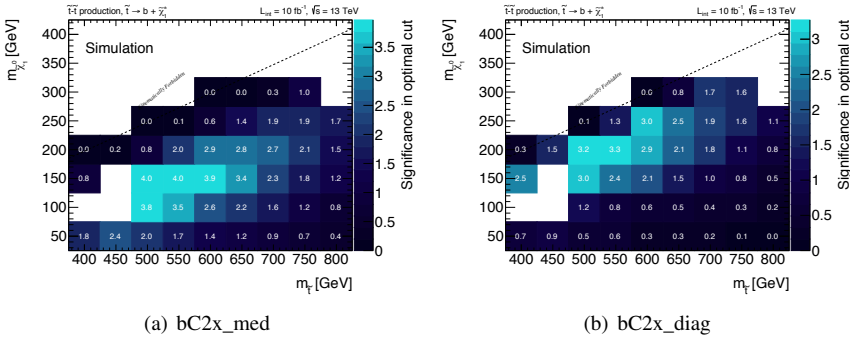 t̃-t̃ production, t̃ → b + χ̃₁⁺ L_int = 10 fb⁻¹, √s = 13 TeV
m_χ̃₁⁰ [GeV]
Simulation
Kinematically Forbidden
Significance in optimal cut
400
350
300
250
200
150
100
50
3.5
3
2.5
2
1.5
1
0.5
0
0.0 0.0 0.3 1.0
0.0 0.1 0.6 1.4 1.9 1.9 1.7
0.0 0.2 0.8 2.0 2.9 2.8 2.7 2.1 1.5
0.8 4.0 4.0 3.9 3.4 2.3 1.8 1.2
3.8 3.5 2.6 2.2 1.6 1.2 0.8
1.8 2.4 2.0 1.7 1.4 1.2 0.9 0.7 0.4
400 450 500 550 600 650 700 750 800
m_t̃ [GeV]
(a) bC2x_med
t̃-t̃ production, t̃ → b + χ̃₁⁺ L_int = 10 fb⁻¹, √s = 13 TeV
m_χ̃₁⁰ [GeV]
Simulation
Kinematically Forbidden
Significance in optimal cut
400
350
300
250
200
150
100
50
3
2.5
2
1.5
1
0.5
0
0.0 0.8 1.7 1.6
0.1 1.3 3.0 2.5 1.9 1.6 1.1
0.3 1.5 3.2 3.3 2.9 2.1 1.8 1.1 0.8
2.5 3.0 2.4 2.1 1.5 1.0 0.8 0.5
1.2 0.8 0.6 0.5 0.4 0.3 0.2
0.7 0.9 0.5 0.6 0.3 0.3 0.2 0.1 0.0
400 450 500 550 600 650 700 750 800
m_t̃ [GeV]
(b) bC2x_diag